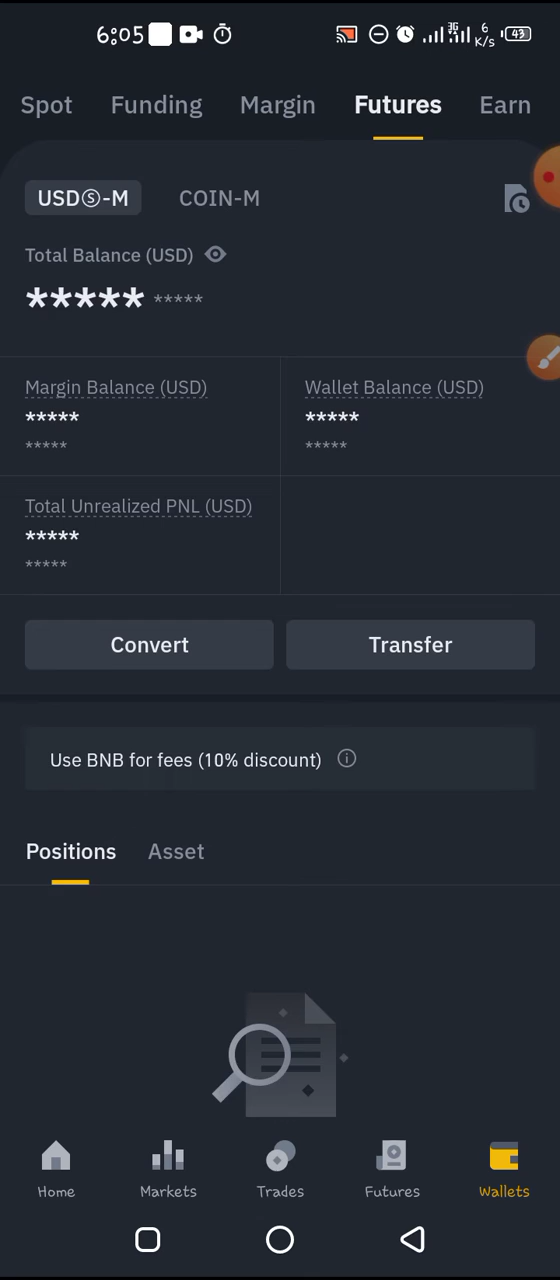 6:05 3G 6 K/s 43
Spot Funding Margin Futures Earn
USDⓈ-M COIN-M
Total Balance (USD)
***** *****
Margin Balance (USD) Wallet Balance (USD)
***** *****
***** *****
Total Unrealized PNL (USD)
*****
*****
Convert Transfer
Use BNB for fees (10% discount)
Positions Asset
Home Markets Trades Futures Wallets